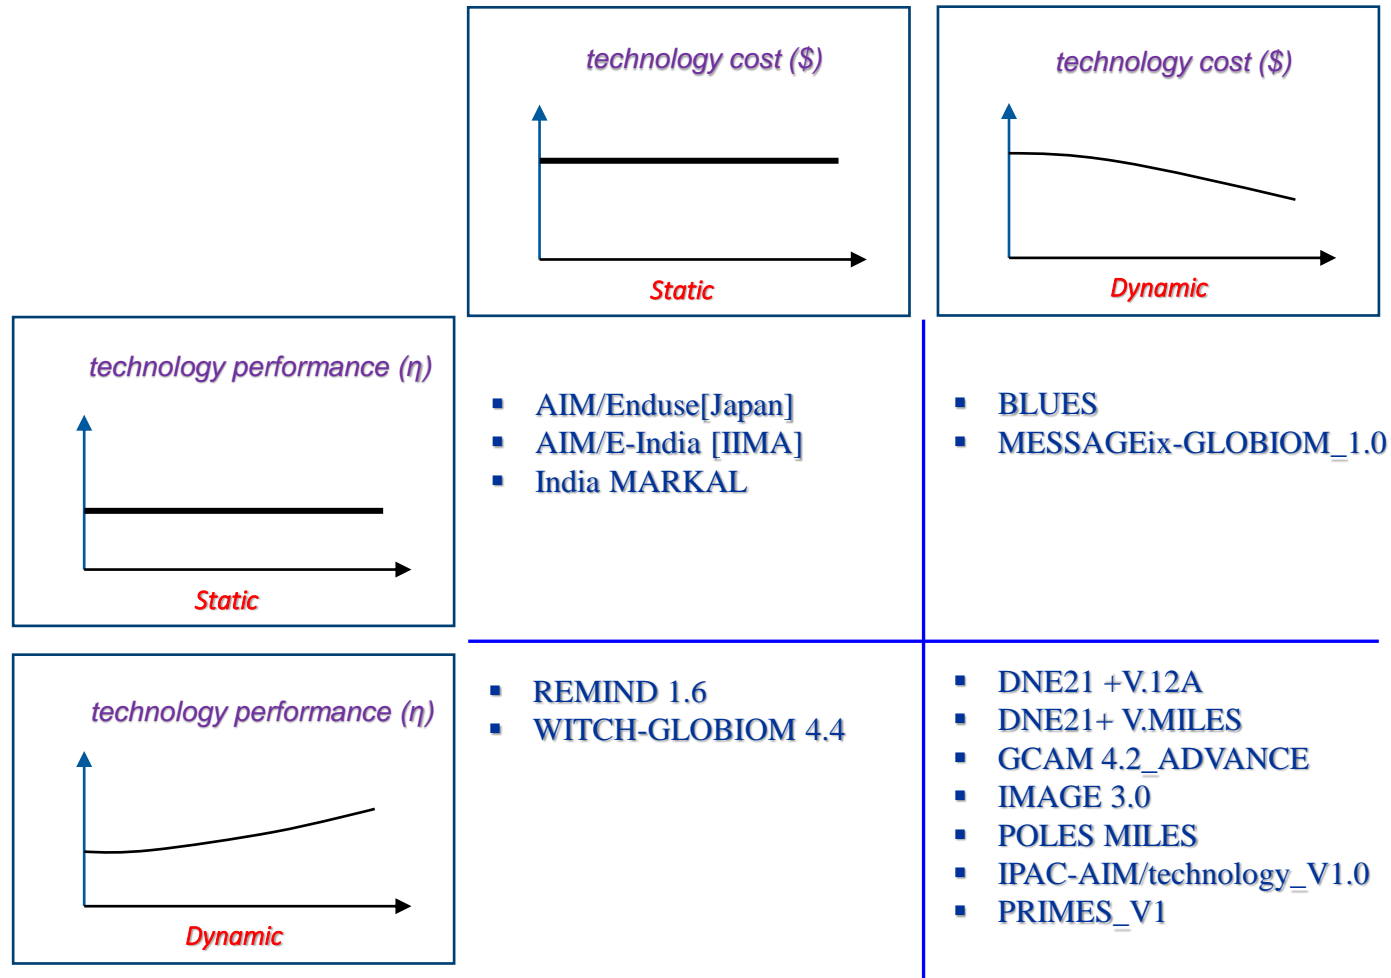 technology cost ($)
Static
technology cost ($)
Dynamic
technology performance (η)
Static
▪ AIM/Enduse[Japan]
▪ AIM/E-India [IIMA]
▪ India MARKAL
▪ BLUES
▪ MESSAGEix-GLOBIOM_1.0
technology performance (η)
Dynamic
▪ REMIND 1.6
▪ WITCH-GLOBIOM 4.4
▪ DNE21 +V.12A
▪ DNE21+ V.MILES
▪ GCAM 4.2_ADVANCE
▪ IMAGE 3.0
▪ POLES MILES
▪ IPAC-AIM/technology_V1.0
▪ PRIMES_V1